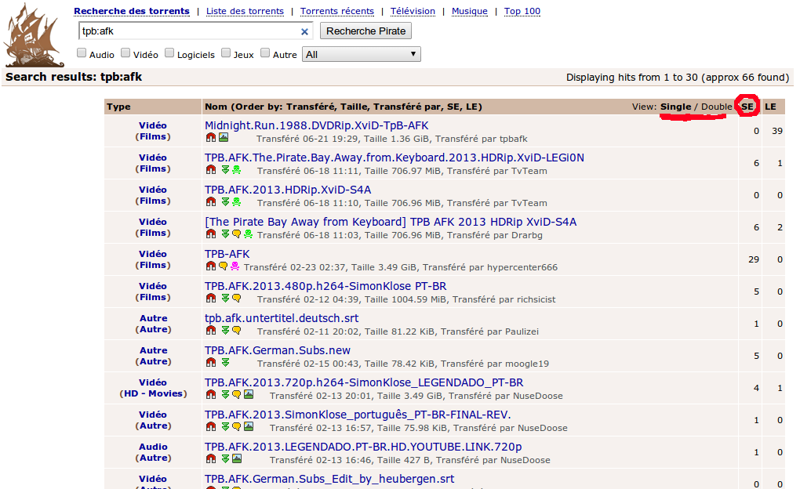 Recherche des torrents | Liste des torrents | Torrents récents | Télévision | Musique | Top 100
tpb:afk Recherche Pirate
Audio Vidéo Logiciels Jeux Autre All
Search results: tpb:afk Displaying hits from 1 to 30 (approx 66 found)
Type Nom (Order by: Transféré, Taille, Transféré par, SE, LE) View: Single / Double SE LE
Vidéo (Films) Midnight.Run.1988.DVDRip.XviD-TpB-AFK 0 39
Transféré 06-21 19:29, Taille 1.36 GiB, Transféré par tpbafk
Vidéo (Films) TPB.AFK.The.Pirate.Bay.Away.from.Keyboard.2013.HDRip.XviD-LEGi0N 6 1
Transféré 06-18 11:11, Taille 706.97 MiB, Transféré par TvTeam
Vidéo (Films) TPB.AFK.2013.HDRip.XviD-S4A 0 0
Transféré 06-18 11:10, Taille 706.96 MiB, Transféré par TvTeam
Vidéo (Films) [The Pirate Bay Away from Keyboard] TPB AFK 2013 HDRip XviD-S4A 6 2
Transféré 06-18 11:03, Taille 706.96 MiB, Transféré par Drarbg
Vidéo (Films) TPB-AFK 29 0
Transféré 02-23 02:37, Taille 3.49 GiB, Transféré par hypercenter666
Vidéo (Films) TPB.AFK.2013.480p.h264-SimonKlose PT-BR 5 0
Transféré 02-12 04:39, Taille 1004.59 MiB, Transféré par richsicist
Autre (Autre) tpb.afk.untertitel.deutsch.srt 1 0
Transféré 02-11 20:02, Taille 81.22 KiB, Transféré par Paulizei
Autre (Autre) TPB.AFK.German.Subs.new 5 0
Transféré 02-15 00:43, Taille 78.42 KiB, Transféré par moogle19
Vidéo (HD - Movies) TPB.AFK.2013.720p.h264-SimonKlose_LEGENDADO_PT-BR 4 1
Transféré 02-13 20:01, Taille 3.49 GiB, Transféré par NuseDoose
Vidéo (Autre) TPB.AFK.2013.SimonKlose_português_PT-BR-FINAL-REV. 1 0
Transféré 02-13 16:57, Taille 75.98 KiB, Transféré par NuseDoose
Audio (Autre) TPB.AFK.2013.LEGENDADO.PT-BR.HD.YOUTUBE.LINK.720p 1 0
Transféré 02-13 16:46, Taille 427 B, Transféré par NuseDoose
Vidéo TPB.AFK.German.Subs_Edit_by_heubergen.srt 0 0